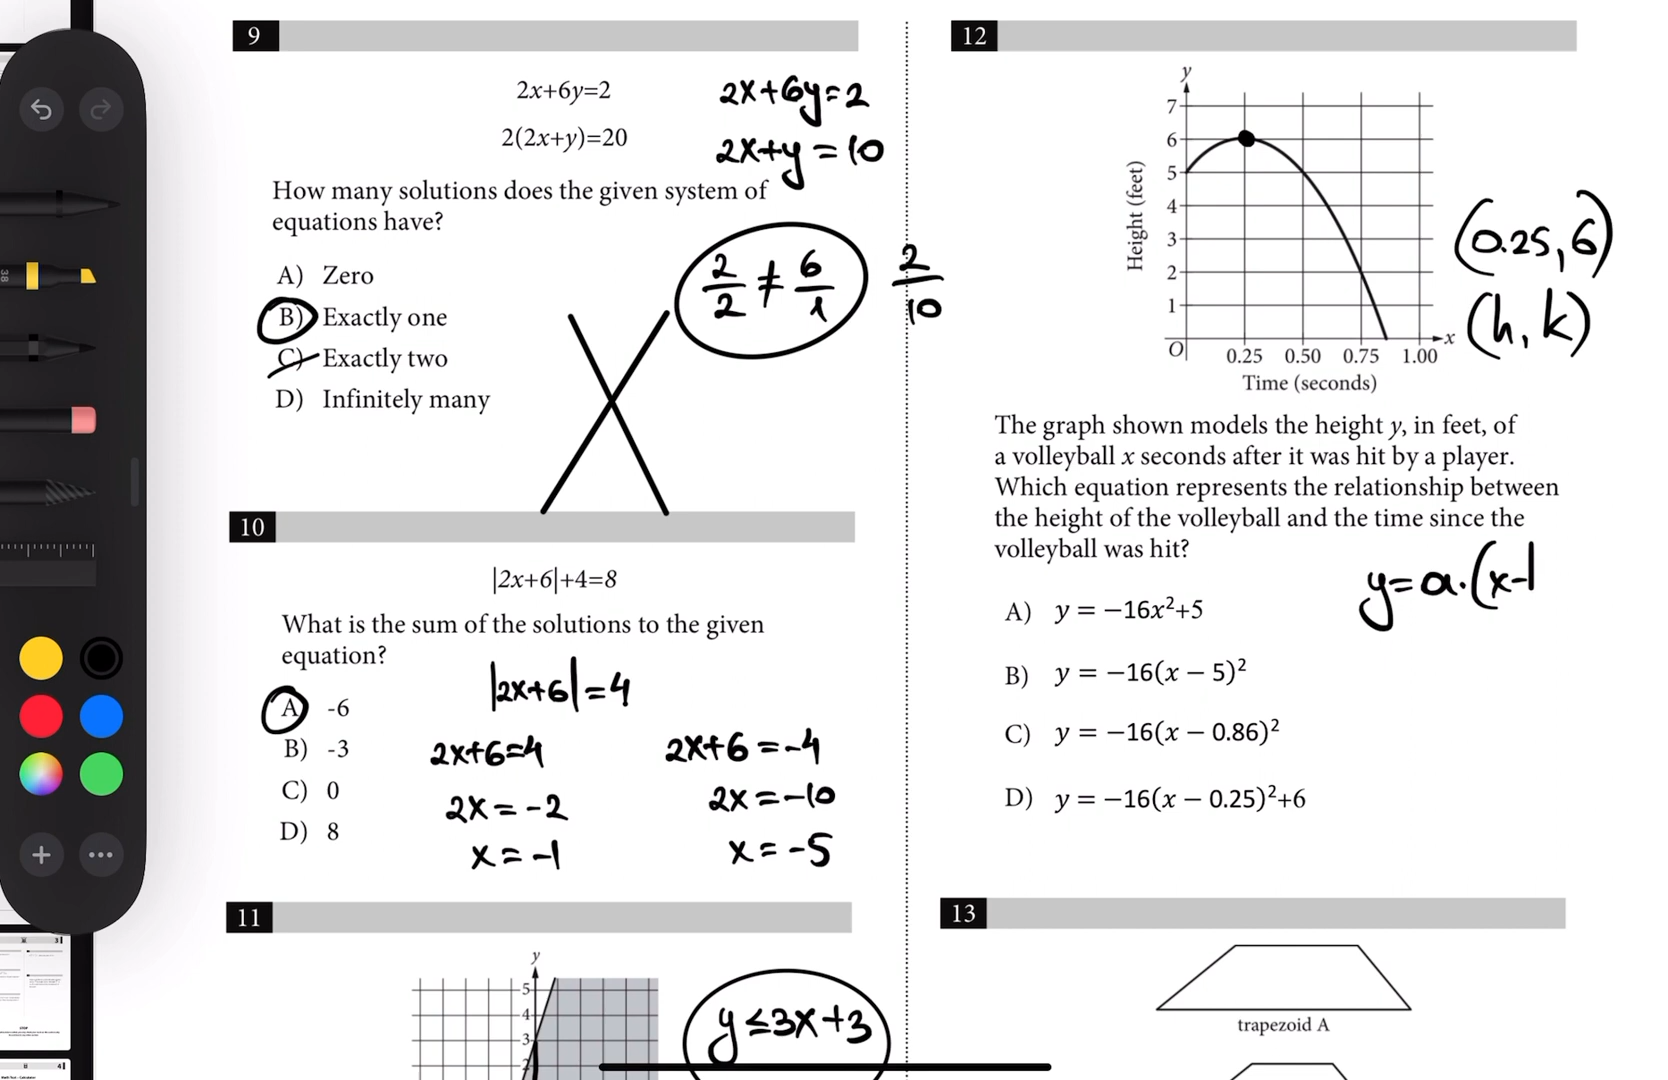 9
2x+6y=2
2(2x+y)=20
2x+6y=2
2x+y=10
How many solutions does the given system of
equations have?
A) Zero
B) Exactly one
C) Exactly two
D) Infinitely many
2/2 ≠ 6/1
2/10
10
|2x+6|+4=8
What is the sum of the solutions to the given
equation?
A -6
B) -3
C) 0
D) 8
|2x+6|=4
2x+6=4
2x=-2
x=-1
2x+6=-4
2x=-10
x=-5
11
y
5
4
3
2
y≤3x+3
12
y
7
6
5
4
3
2
1
O
0.25 0.50 0.75 1.00
x
Height (feet)
Time (seconds)
(0.25,6)
(h,k)
The graph shown models the height y, in feet, of
a volleyball x seconds after it was hit by a player.
Which equation represents the relationship between
the height of the volleyball and the time since the
volleyball was hit?
y=a.(x-
A) y = −16x²+5
B) y = −16(x − 5)²
C) y = −16(x − 0.86)²
D) y = −16(x − 0.25)²+6
13
trapezoid A